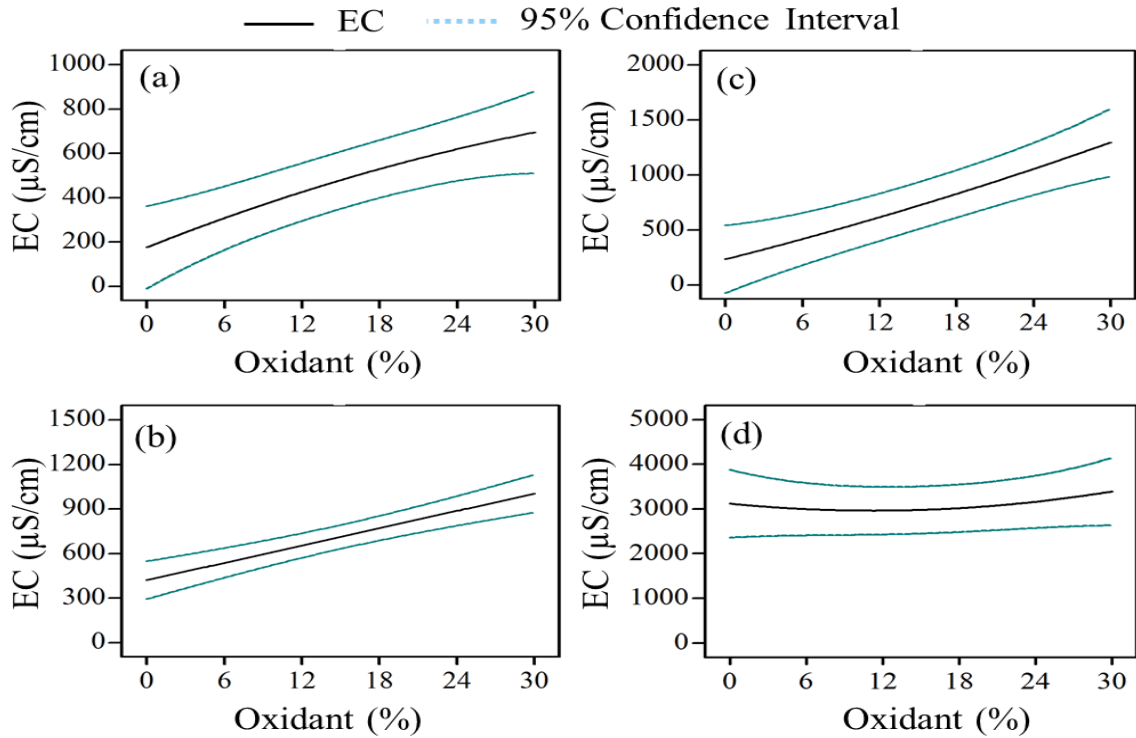 EC 95% Confidence Interval
(a)
EC (µS/cm)
1000
800
600
400
200
0
0 6 12 18 24 30
Oxidant (%)
(c)
EC (µS/cm)
2000
1500
1000
500
0
0 6 12 18 24 30
Oxidant (%)
(b)
EC (µS/cm)
1500
1200
900
600
300
0
0 6 12 18 24 30
Oxidant (%)
(d)
EC (µS/cm)
5000
4000
3000
2000
1000
0
0 6 12 18 24 30
Oxidant (%)